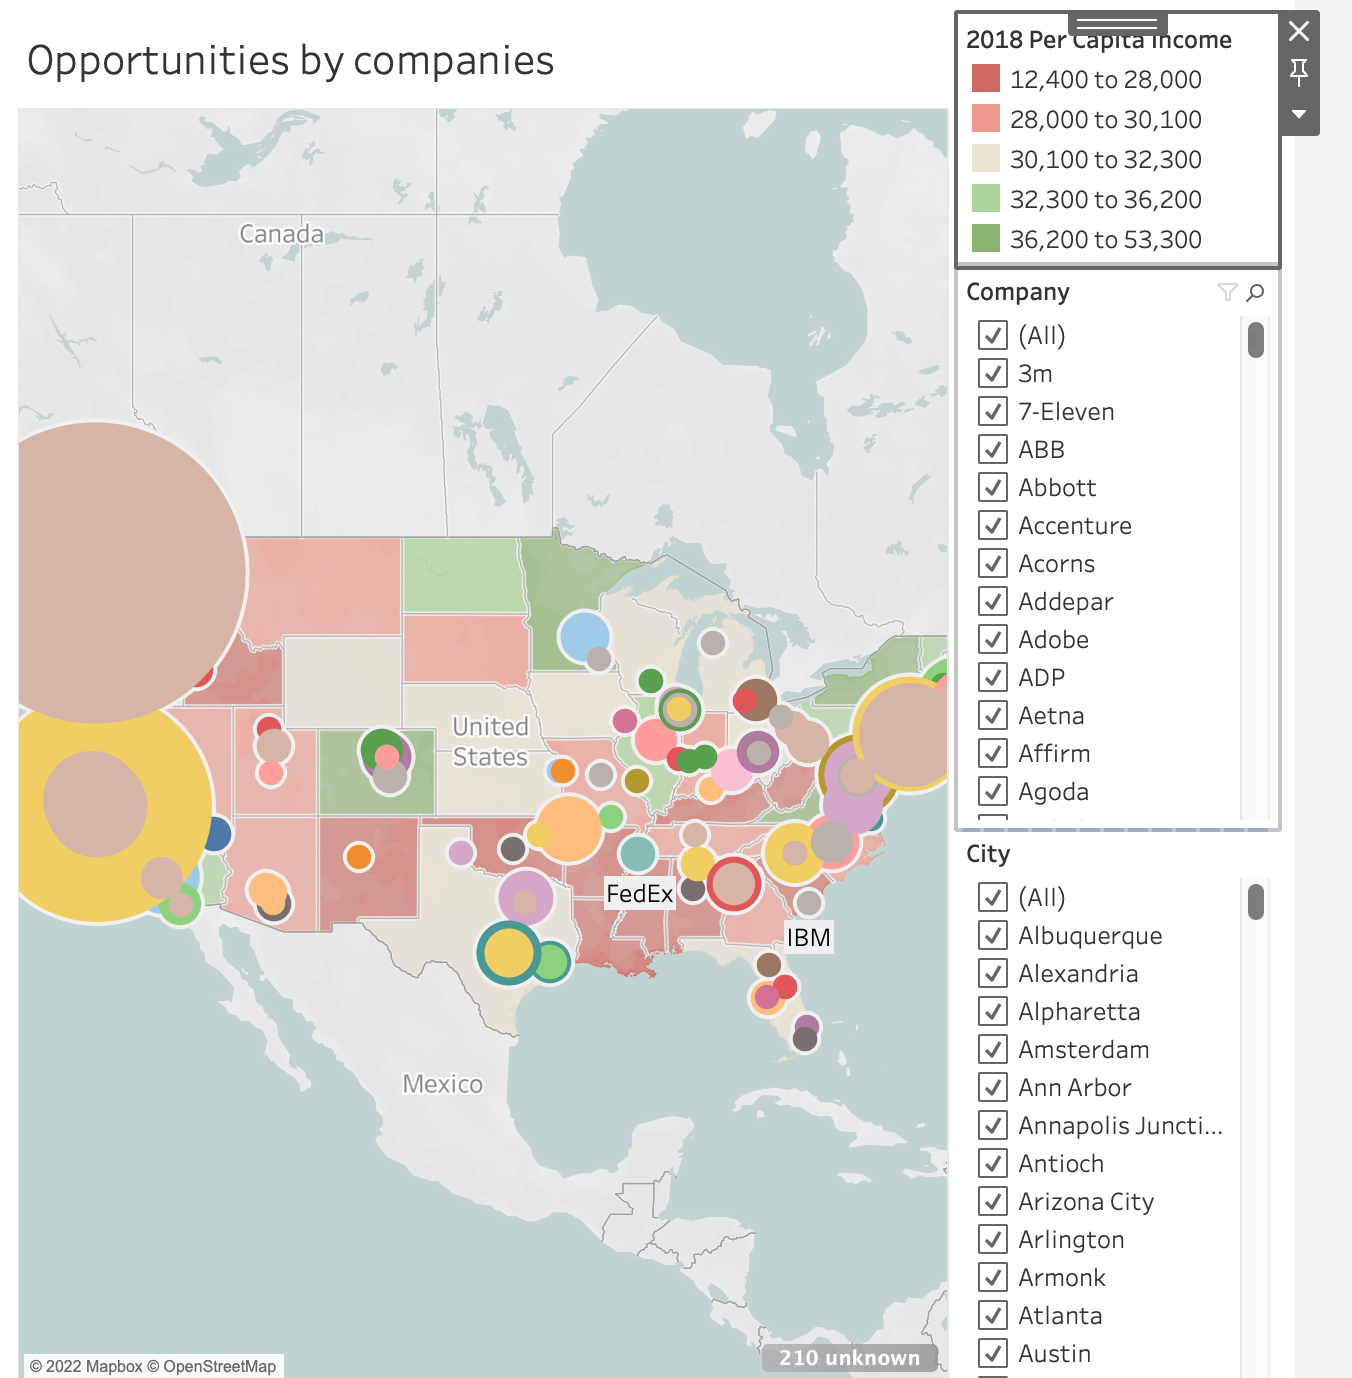 Opportunities by companies
2018 Per Capita Income
12,400 to 28,000
28,000 to 30,100
30,100 to 32,300
32,300 to 36,200
36,200 to 53,300
Company
(All)
3m
7-Eleven
ABB
Abbott
Accenture
Acorns
Addepar
Adobe
ADP
Aetna
Affirm
Agoda
City
(All)
Albuquerque
Alexandria
Alpharetta
Amsterdam
Ann Arbor
Annapolis Juncti...
Antioch
Arizona City
Arlington
Armonk
Atlanta
Austin
Canada
United
States
FedEx
IBM
Mexico
© 2022 Mapbox © OpenStreetMap
210 unknown